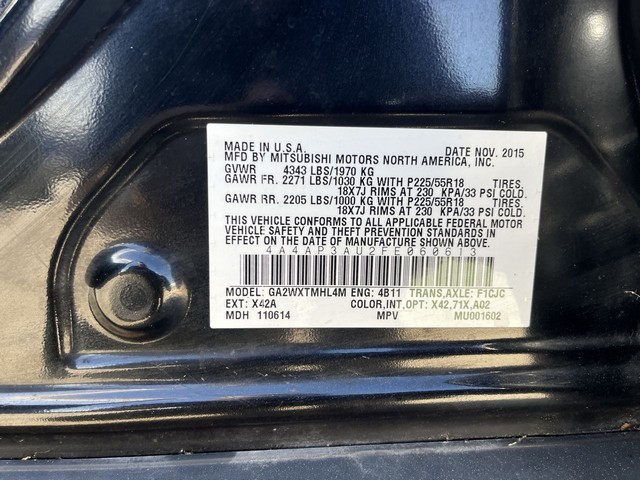 MADE IN U.S.A. DATE NOV. 2015
MFD BY MITSUBISHI MOTORS NORTH AMERICA, INC.
GVWR 4343 LBS/1970 KG
GAWR FR. 2271 LBS/1030 KG WITH P225/55R18 TIRES,
18X7J RIMS AT 230 KPA/33 PSI COLD.
GAWR RR. 2205 LBS/1000 KG WITH P225/55R18 TIRES,
18X7J RIMS AT 230 KPA/33 PSI COLD.
THIS VEHICLE CONFORMS TO ALL APPLICABLE FEDERAL MOTOR
VEHICLE SAFETY AND THEFT PREVENTION STANDARDS IN
EFFECT ON THE DATE OF MANUFACTURE SHOWN ABOVE.
4A4AP3AU2FE060613
MODEL: GA2WXTMHL4M ENG: 4B11 TRANS,AXLE: F1CJC
EXT: X42A COLOR,INT,OPT: X42,71X,A02
MDH 110614 MPV MU001602